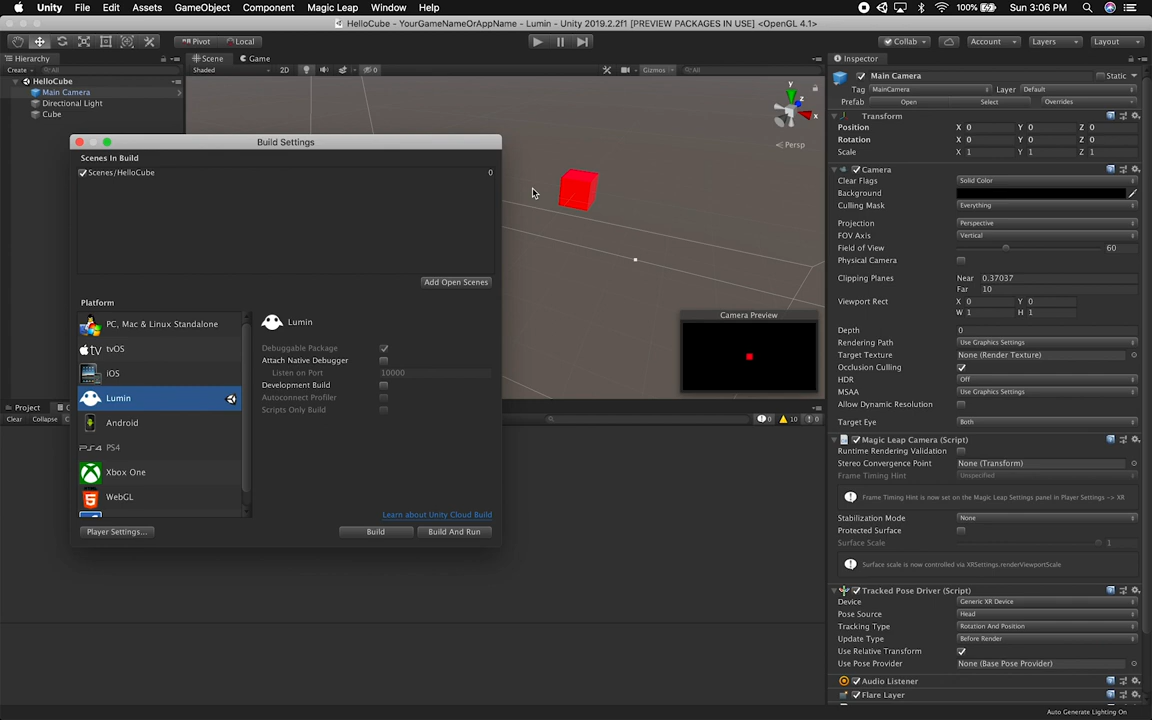 Unity File Edit Assets GameObject Component Magic Leap Window Help 100% Sun 3:06 PM
HelloCube - YourGameNameOrAppName - Lumin - Unity 2019.2.2f1 [PREVIEW PACKAGES IN USE] <OpenGL 4.1>
Pivot Local Collab Account Layers Layout
Hierarchy Scene Game Inspector
Create All Shaded 2D 0 Gizmos All
HelloCube
Main Camera
Directional Light
Cube
Build Settings
Scenes In Build
Scenes/HelloCube 0
Add Open Scenes
Platform
PC, Mac & Linux Standalone
tvOS
iOS
Lumin
Android
PS4
Xbox One
WebGL
Lumin
Debuggable Package
Attach Native Debugger
Listen on Port 10000
Development Build
Autoconnect Profiler
Scripts Only Build
Learn about Unity Cloud Build
Player Settings... Build Build And Run
y
z
x
Persp
Camera Preview
Project
Clear Collapse 0 10 0
Main Camera Static
Tag MainCamera Layer Default
Prefab Open Select Overrides
Transform
Position X 0 Y 0 Z 0
Rotation X 0 Y 0 Z 0
Scale X 1 Y 1 Z 1
Camera
Clear Flags Solid Color
Background
Culling Mask Everything
Projection Perspective
FOV Axis Vertical
Field of View 60
Physical Camera
Clipping Planes Near 0.37037
Far 10
Viewport Rect X 0 Y 0
W 1 H 1
Depth 0
Rendering Path Use Graphics Settings
Target Texture None (Render Texture)
Occlusion Culling
HDR Off
MSAA Use Graphics Settings
Allow Dynamic Resolution
Target Eye Both
Magic Leap Camera (Script)
Runtime Rendering Validation
Stereo Convergence Point None (Transform)
Frame Timing Hint Unspecified
Frame Timing Hint is now set on the Magic Leap Settings panel in Player Settings -> XR
Stabilization Mode None
Protected Surface
Surface Scale 1
Surface scale is now controlled via XRSettings.renderViewportScale
Tracked Pose Driver (Script)
Device Generic XR Device
Pose Source Head
Tracking Type Rotation And Position
Update Type Before Render
Use Relative Transform
Use Pose Provider None (Base Pose Provider)
Audio Listener
Flare Layer
Auto Generate Lighting On